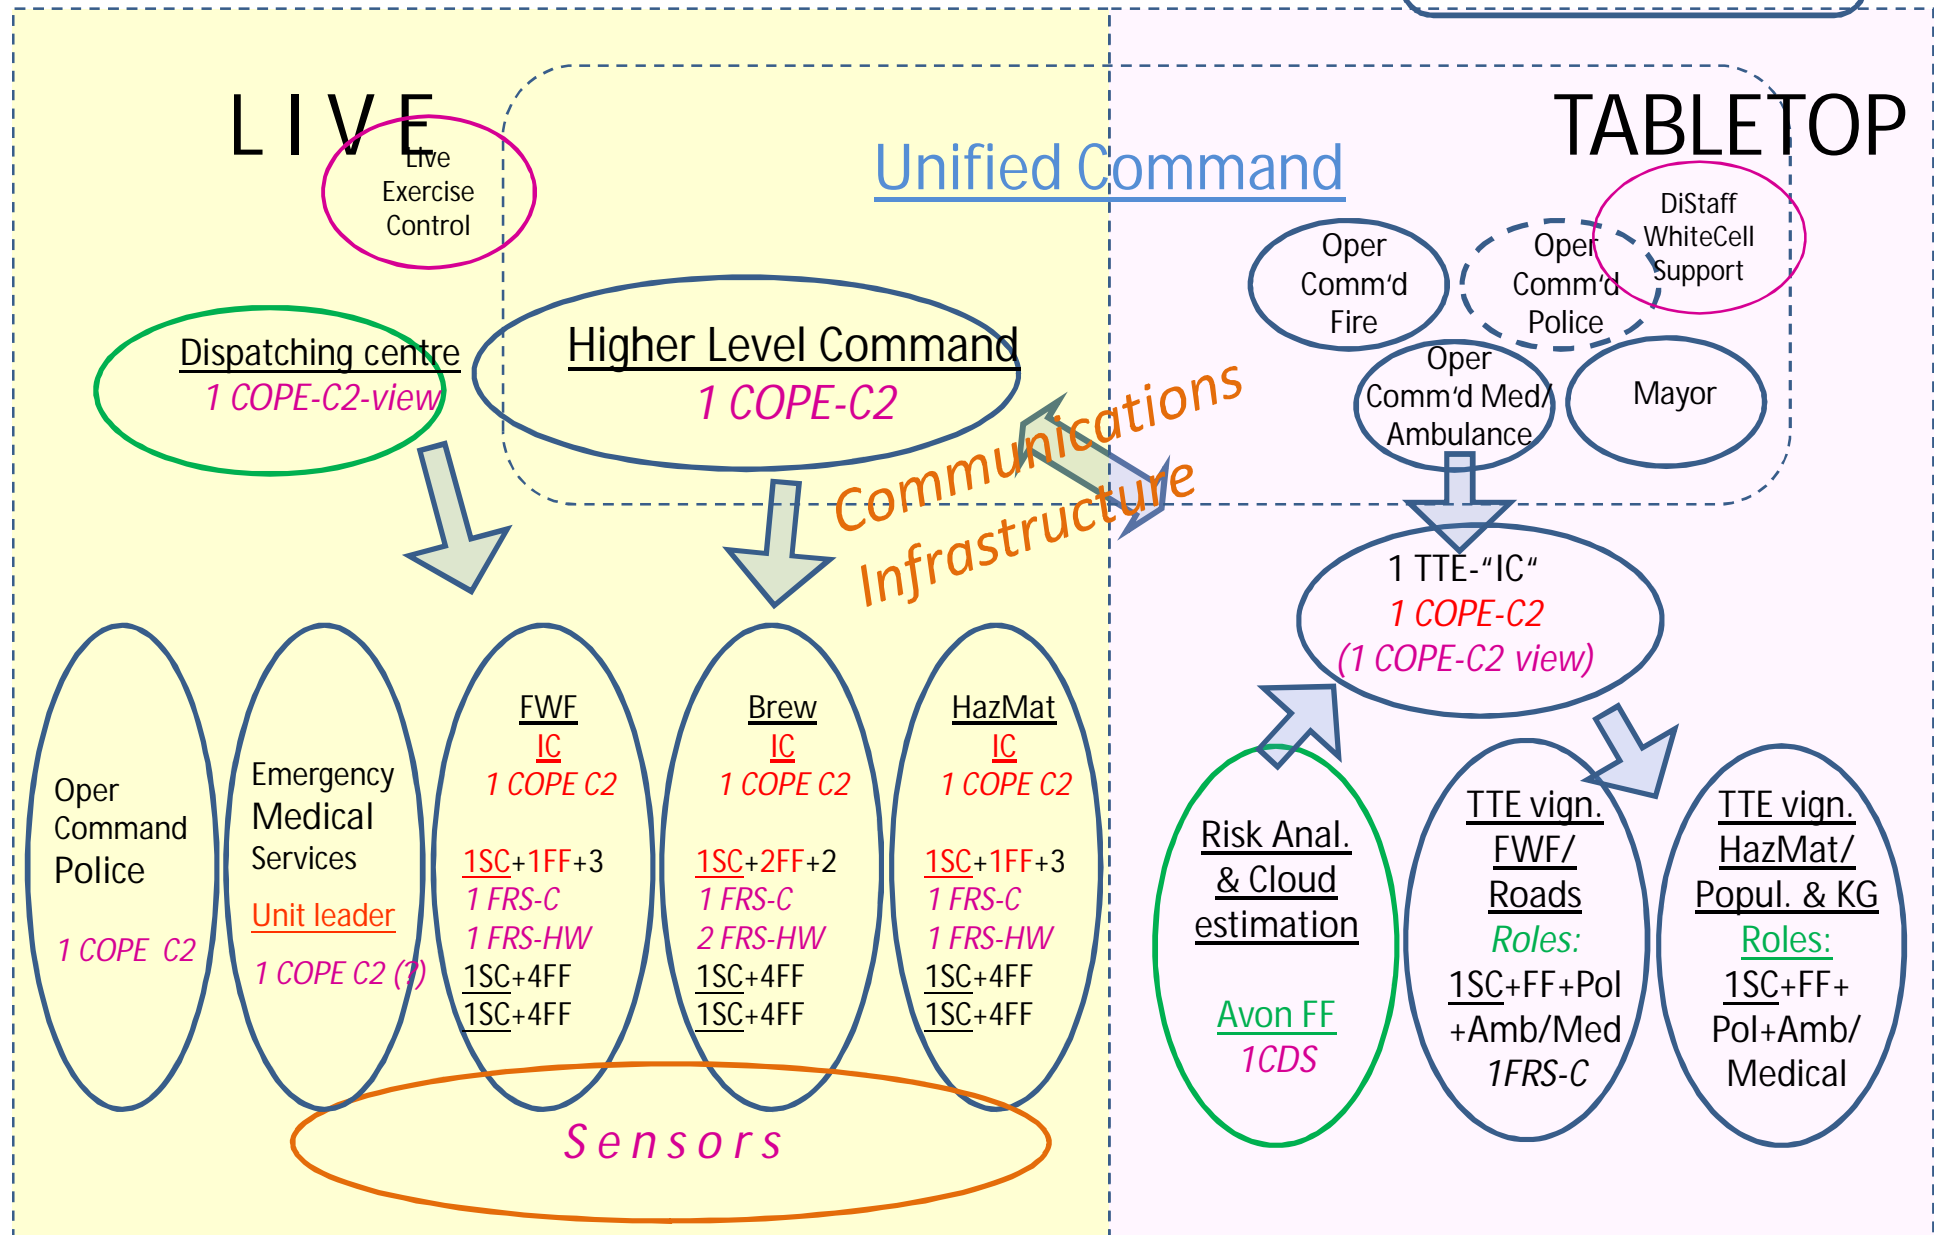 L I V E
TABLETOP
Unified Command
Live
Exercise
Control
DiStaff
WhiteCell
Support
Oper
Comm'd
Fire
Oper
Comm'd
Police
Oper
Comm'd Med/
Ambulance
Mayor
Dispatching centre
1 COPE-C2-view
Higher Level Command
1 COPE-C2
Communications
Infrastructure
1 TTE-“IC“
1 COPE-C2
(1 COPE-C2 view)
Oper
Command
Police
1 COPE C2
Emergency
Medical
Services
Unit leader
1 COPE C2 (?)
FWF
IC
1 COPE C2
1SC+1FF+3
1 FRS-C
1 FRS-HW
1SC+4FF
1SC+4FF
Brew
IC
1 COPE C2
1SC+2FF+2
1 FRS-C
2 FRS-HW
1SC+4FF
1SC+4FF
HazMat
IC
1 COPE C2
1SC+1FF+3
1 FRS-C
1 FRS-HW
1SC+4FF
1SC+4FF
Risk Anal.
& Cloud
estimation
Avon FF
1CDS
TTE vign.
FWF/
Roads
Roles:
1SC+FF+Pol
+Amb/Med
1FRS-C
TTE vign.
HazMat/
Popul. & KG
Roles:
1SC+FF+
Pol+Amb/
Medical
Sensors